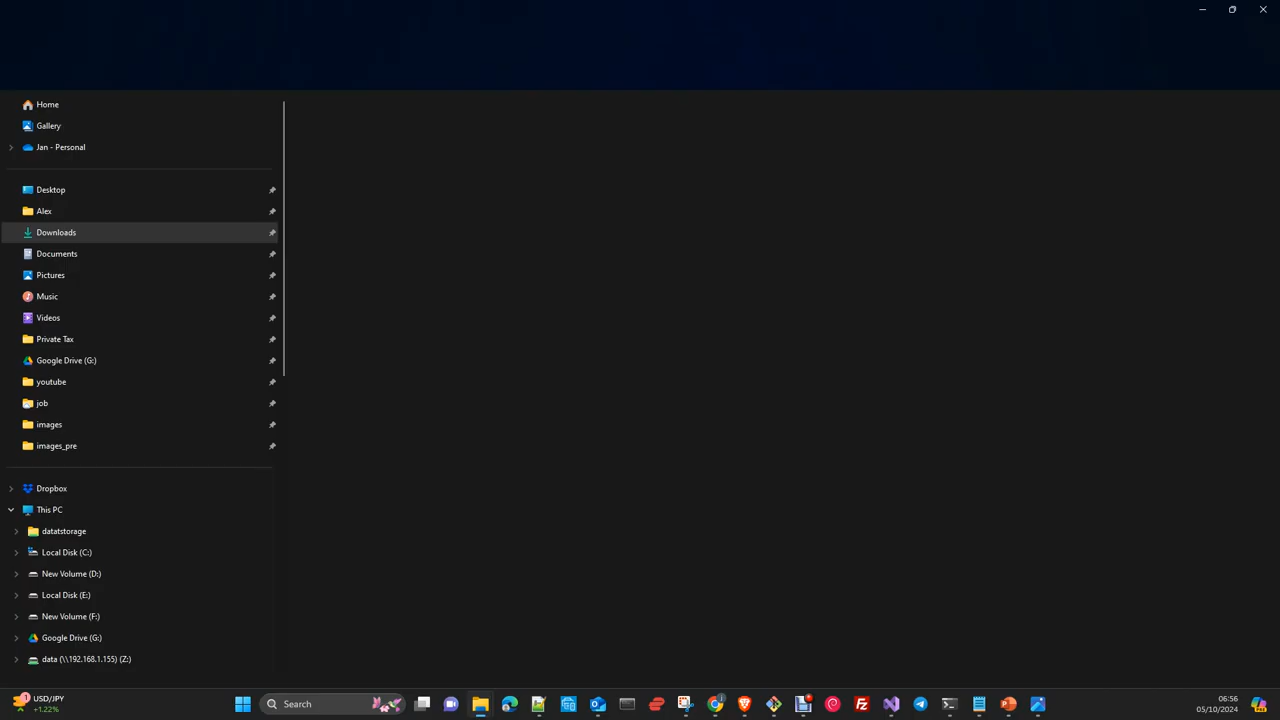 Home
Gallery
Jan - Personal
Desktop
Alex
Downloads
Documents
Pictures
Music
Videos
Private Tax
Google Drive (G:)
youtube
job
images
images_pre
Dropbox
This PC
datatstorage
Local Disk (C:)
New Volume (D:)
Local Disk (E:)
New Volume (F:)
Google Drive (G:)
data (\\192.168.1.155) (Z:)
1
USD/JPY
+1.22%
Search
06:56
05/10/2024